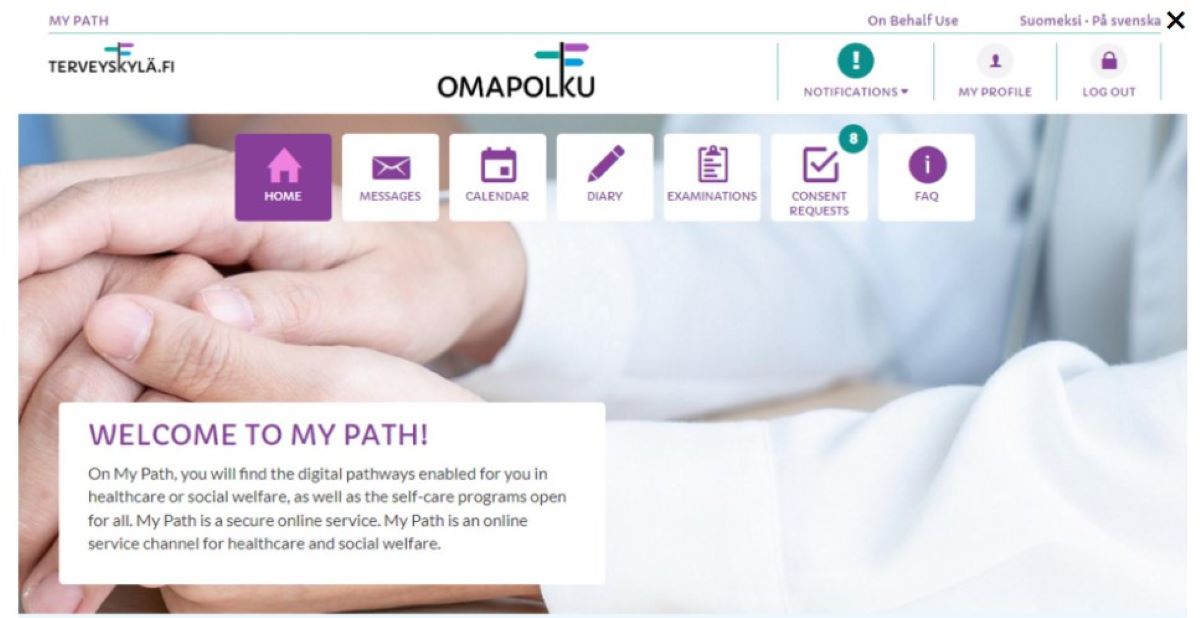 MY PATH
On Behalf Use
Suomeksi · På svenska
TERVEYSKYLÄ.FI
OMAPOLKU
!
NOTIFICATIONS
MY PROFILE
LOG OUT
HOME
MESSAGES
CALENDAR
DIARY
EXAMINATIONS
8
CONSENT
REQUESTS
i
FAQ
WELCOME TO MY PATH!
On My Path, you will find the digital pathways enabled for you in
healthcare or social welfare, as well as the self-care programs open
for all. My Path is a secure online service. My Path is an online
service channel for healthcare and social welfare.